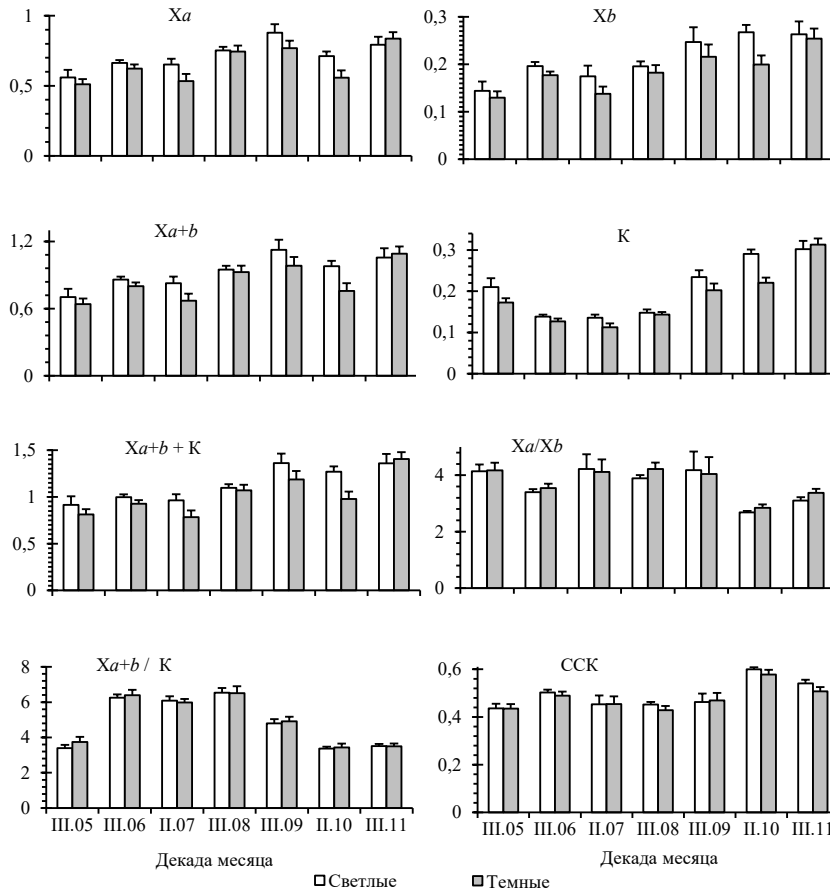 Xa
1
0,5
0
Xb
0,3
0,2
0,1
0
Xa+b
1,2
0,6
0
К
0,3
0,2
0,1
0
Xa+b + К
1,5
1
0,5
0
Xa/Xb
4
2
0
Xa+b / К
8
6
4
2
0
III.05 III.06 II.07 III.08 III.09 II.10 III.11
Декада месяца
ССК
0,6
0,4
0,2
0
III.05 III.06 II.07 III.08 III.09 II.10 III.11
Декада месяца
Светлые
Темные